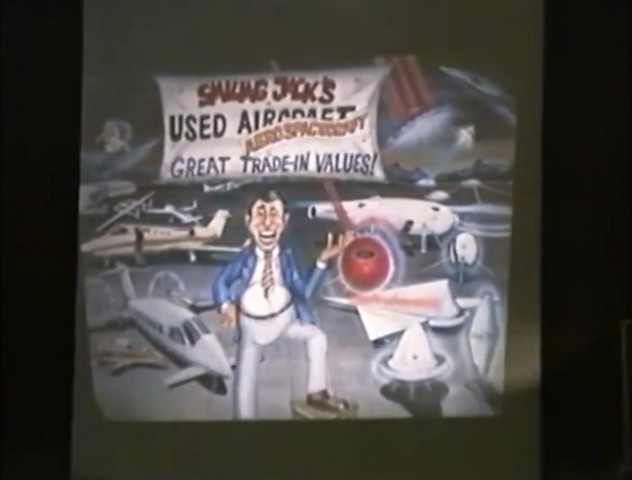 SMILING JACK'S
USED AIRCRAFT
AEROSPACECRAFT
GREAT TRADE-IN VALUES!